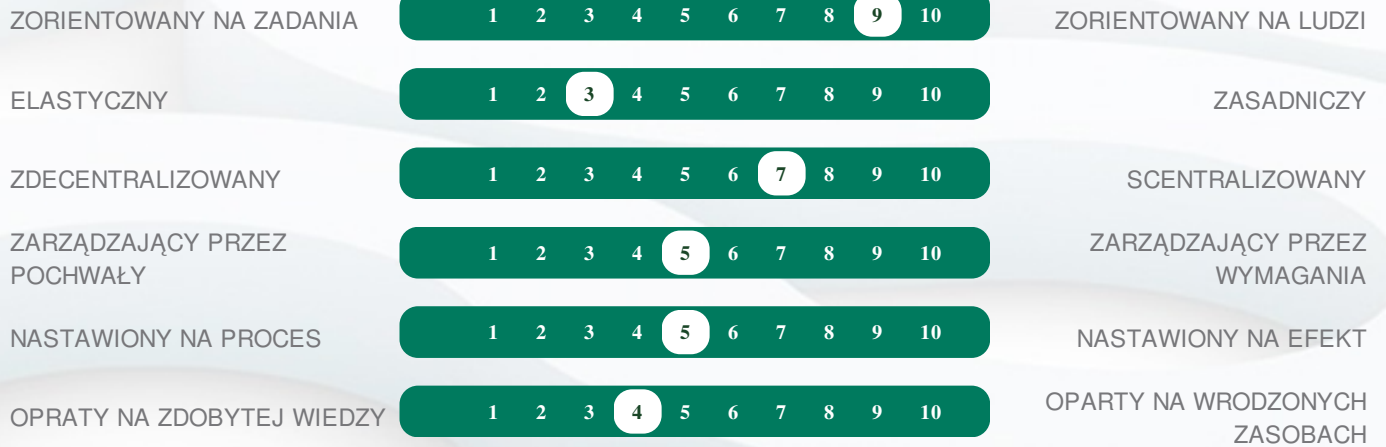 ZORIENTOWANY NA ZADANIA 1 2 3 4 5 6 7 8 9 10 ZORIENTOWANY NA LUDZI
ELASTYCZNY 1 2 3 4 5 6 7 8 9 10 ZASADNICZY
ZDECENTRALIZOWANY 1 2 3 4 5 6 7 8 9 10 SCENTRALIZOWANY
ZARZĄDZAJĄCY PRZEZ
POCHWAŁY
1 2 3 4 5 6 7 8 9 10
ZARZĄDZAJĄCY PRZEZ
WYMAGANIA
NASTAWIONY NA PROCES 1 2 3 4 5 6 7 8 9 10 NASTAWIONY NA EFEKT
OPRATY NA ZDOBYTEJ WIEDZY 1 2 3 4 5 6 7 8 9 10
OPARTY NA WRODZONYCH
ZASOBACH